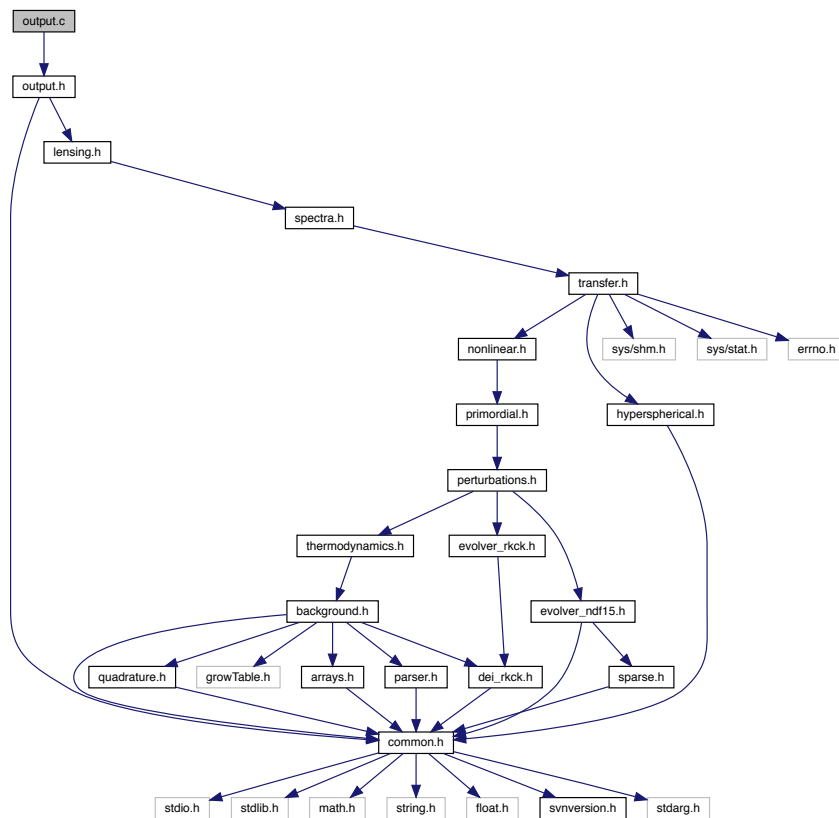 output.c
output.h
lensing.h
spectra.h
transfer.h
nonlinear.h
sys/shm.h
sys/stat.h
errno.h
primordial.h
hyperspherical.h
perturbations.h
thermodynamics.h
evolver_rkck.h
background.h
evolver_ndf15.h
quadrature.h
growTable.h
arrays.h
parser.h
dei_rkck.h
sparse.h
common.h
stdio.h
stdlib.h
math.h
string.h
float.h
svnversion.h
stdarg.h